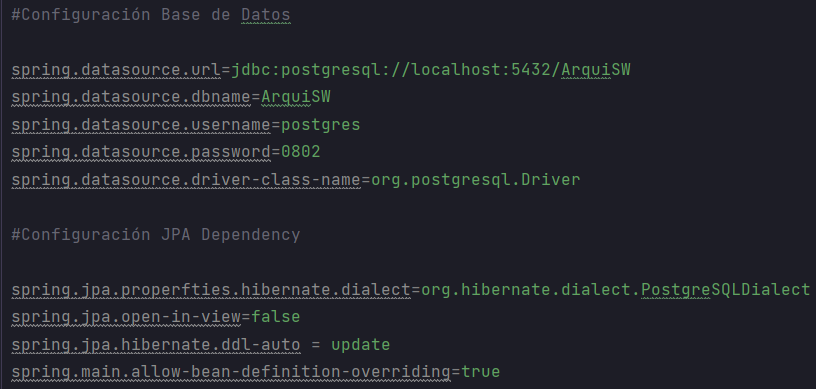 #Configuración Base de Datos
spring.datasource.url=jdbc:postgresql://localhost:5432/ArquiSW
spring.datasource.dbname=ArquiSW
spring.datasource.username=postgres
spring.datasource.password=0802
spring.datasource.driver-class-name=org.postgresql.Driver
#Configuración JPA Dependency
spring.jpa.properfties.hibernate.dialect=org.hibernate.dialect.PostgreSQLDialect
spring.jpa.open-in-view=false
spring.jpa.hibernate.ddl-auto = update
spring.main.allow-bean-definition-overriding=true